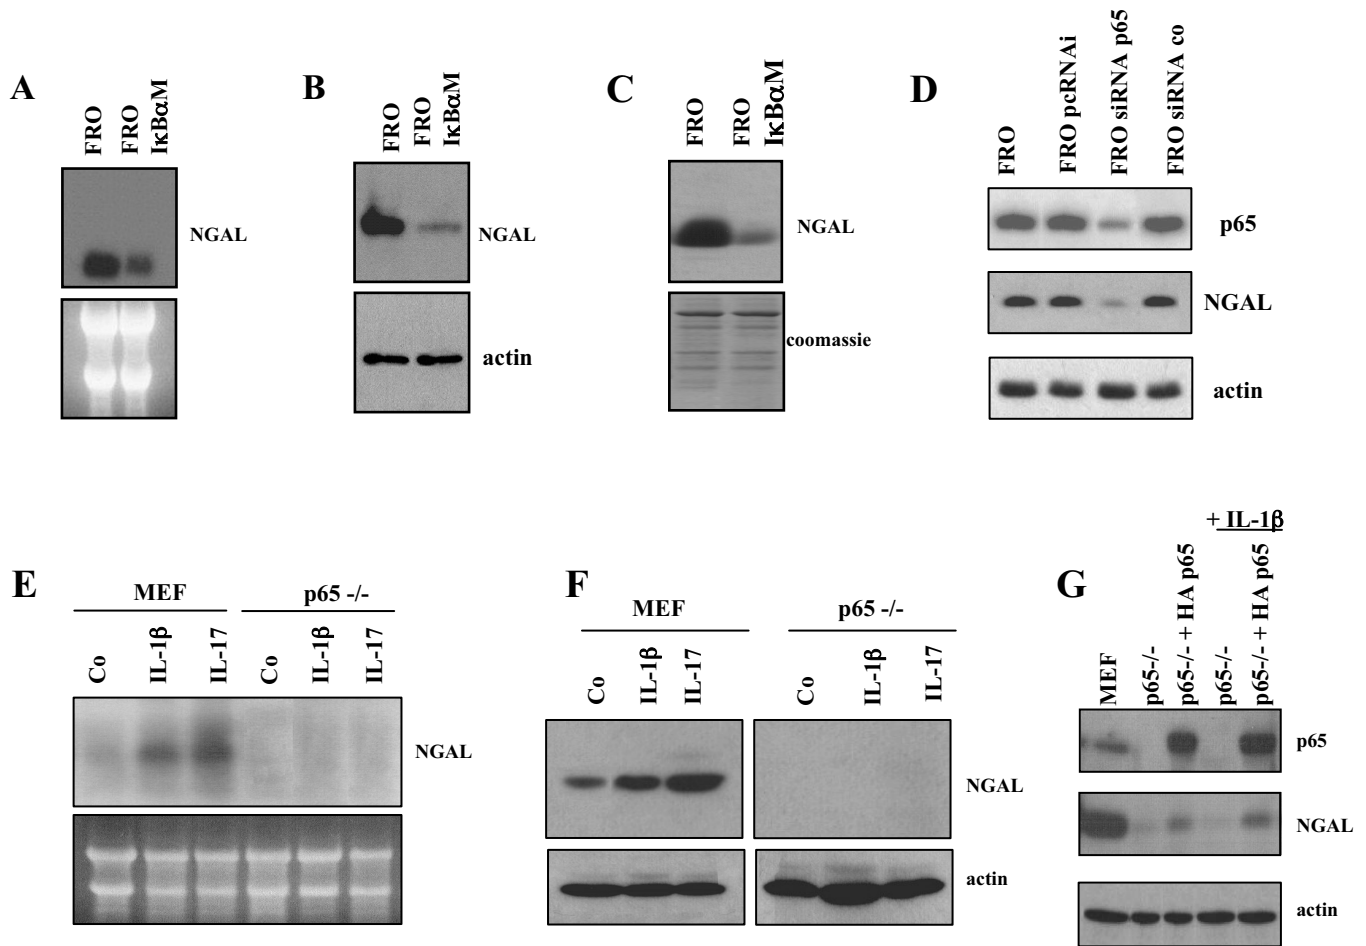 A
FRO
FRO
IκBαM
NGAL
B
FRO
FRO
IκBαM
NGAL
actin
C
FRO
FRO
IκBαM
NGAL
coomassie
D
FRO
FRO pcRNAi
FRO siRNA p65
FRO siRNA co
p65
NGAL
actin
E
MEF
p65 -/-
Co
IL-1β
IL-17
Co
IL-1β
IL-17
NGAL
F
MEF
p65 -/-
Co
IL-1β
IL-17
Co
IL-1β
IL-17
NGAL
actin
G
+ IL-1β
MEF
p65-/-
p65-/- + HA p65
p65-/-
p65-/- + HA p65
p65
NGAL
actin